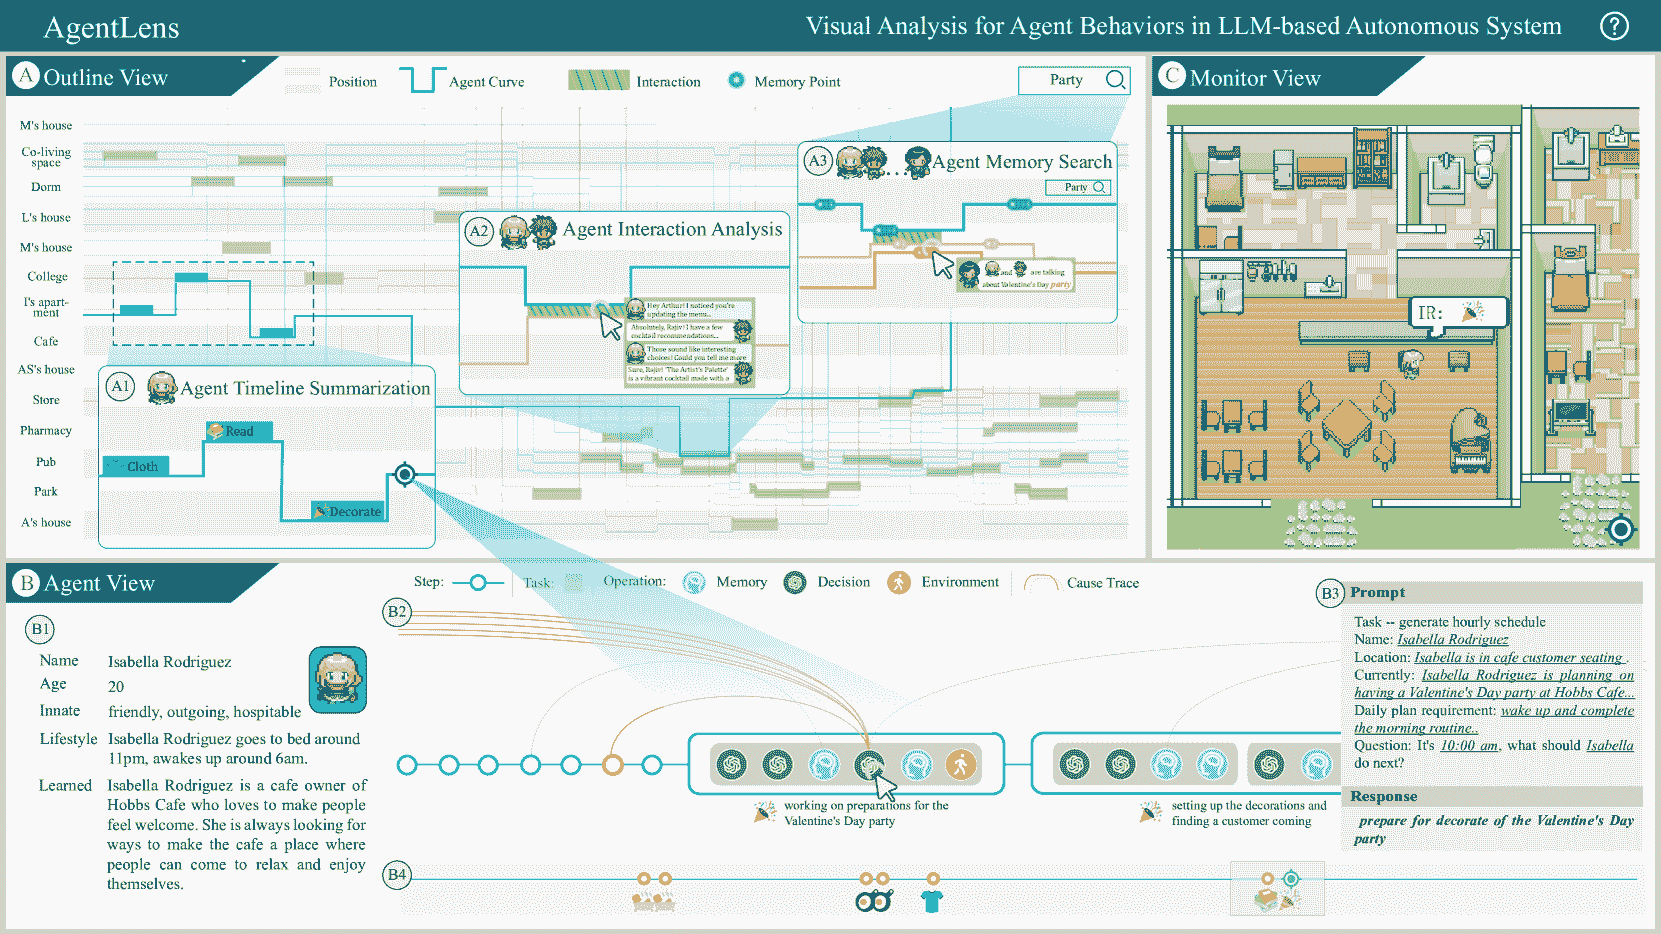 AgentLens
Visual Analysis for Agent Behaviors in LLM-based Autonomous System
?
A Outline View
Position
Agent Curve
Interaction
Memory Point
Party
M's house
Co-living
space
Dorm
L's house
M's house
College
I's apart-
ment
Cafe
AS's house
Store
Pharmacy
Pub
Park
A's house
A1 Agent Timeline Summarization
Cloth
Read
Decorate
A2 Agent Interaction Analysis
Hey Arthur! I noticed you're
updating the menu...
Absolutely, Rajiv! I have a few
cocktail recommendations...
Those sound like interesting
choices! Could you tell me more
Sure, Rajiv! 'The Artist's Palette'
is a vibrant cocktail made with a
A3 ... Agent Memory Search
Party
and are talking
about Valentine's Day party
C Monitor View
IR:
B Agent View
Step:
Task:
Operation:
Memory
Decision
Environment
Cause Trace
B1
Name Isabella Rodriguez
Age 20
Innate friendly, outgoing, hospitable
Lifestyle Isabella Rodriguez goes to bed around
11pm, awakes up around 6am.
Learned Isabella Rodriguez is a cafe owner of
Hobbs Cafe who loves to make people
feel welcome. She is always looking for
ways to make the cafe a place where
people can come to relax and enjoy
themselves.
B2
working on preparations for the
Valentine's Day party
setting up the decorations and
finding a customer coming
B3 Prompt
Task -- generate hourly schedule
Name: Isabella Rodriguez
Location: Isabella is in cafe customer seating .
Currently: Isabella Rodriguez is planning on
having a Valentine's Day party at Hobbs Cafe...
Daily plan requirement: wake up and complete
the morning routine..
Question: It's 10:00 am, what should Isabella
do next?
Response
prepare for decorate of the Valentine's Day
party
B4